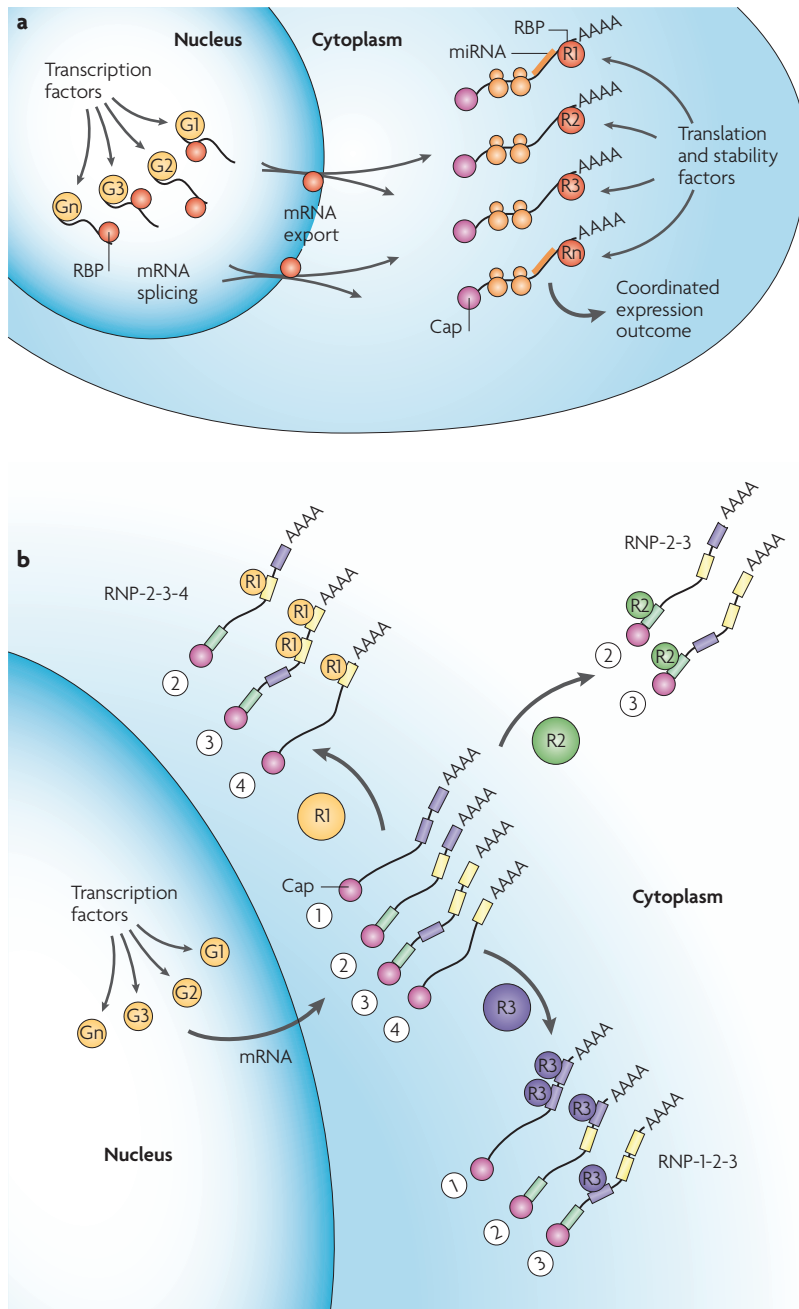 a
Nucleus
Cytoplasm
RBP
AAAA
miRNA
R1
Transcription
factors
G1
G2
G3
Gn
RBP
mRNA
splicing
mRNA
export
AAAA
R2
AAAA
R3
AAAA
Rn
Translation
and stability
factors
Cap
Coordinated
expression
outcome
b
RNP-2-3-4
AAAA
R1
2
AAAA
R1
R1
3
AAAA
R1
4
RNP-2-3
AAAA
R2
2
AAAA
R2
3
R2
R1
AAAA
Cap
1
AAAA
2
AAAA
3
AAAA
4
Cytoplasm
Transcription
factors
G1
G2
G3
Gn
mRNA
Nucleus
R3
AAAA
R3
R3
1
AAAA
R3
2
AAAA
R3
3
RNP-1-2-3